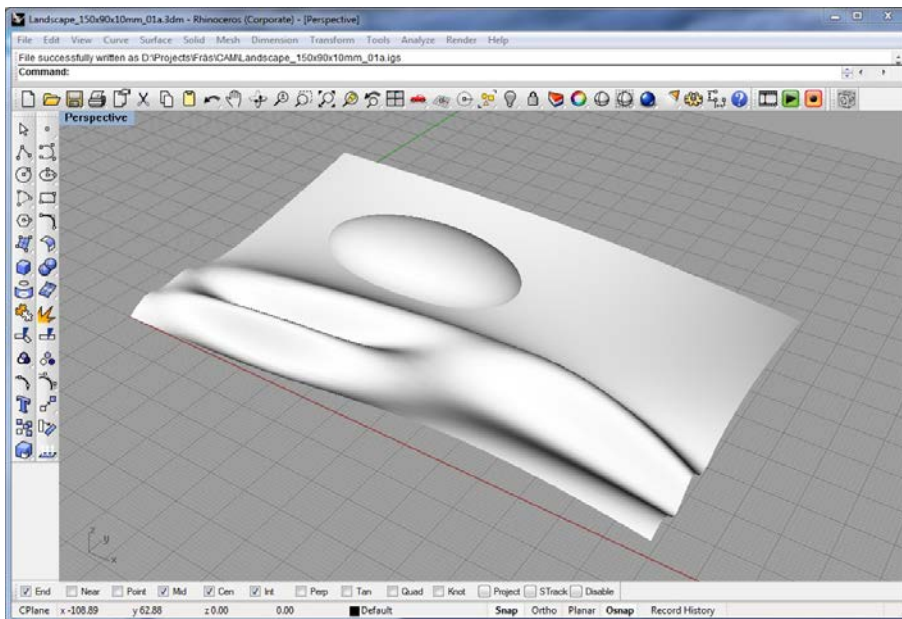 Landscape_150x90x10mm_01a.3dm - Rhinoceros (Corporate) - [Perspective]
File Edit View Curve Surface Solid Mesh Dimension Transform Tools Analyze Render Help
File successfully written as D:\Projects\Fräs\CAM\Landscape_150x90x10mm_01a.igs
Command:
Perspective
z
y
x
End Near Point Mid Cen Int Perp Tan Quad Knot Project STrack Disable
CPlane x -108.89 y 62.88 z 0.00 0.00 Default Snap Ortho Planar Osnap Record History